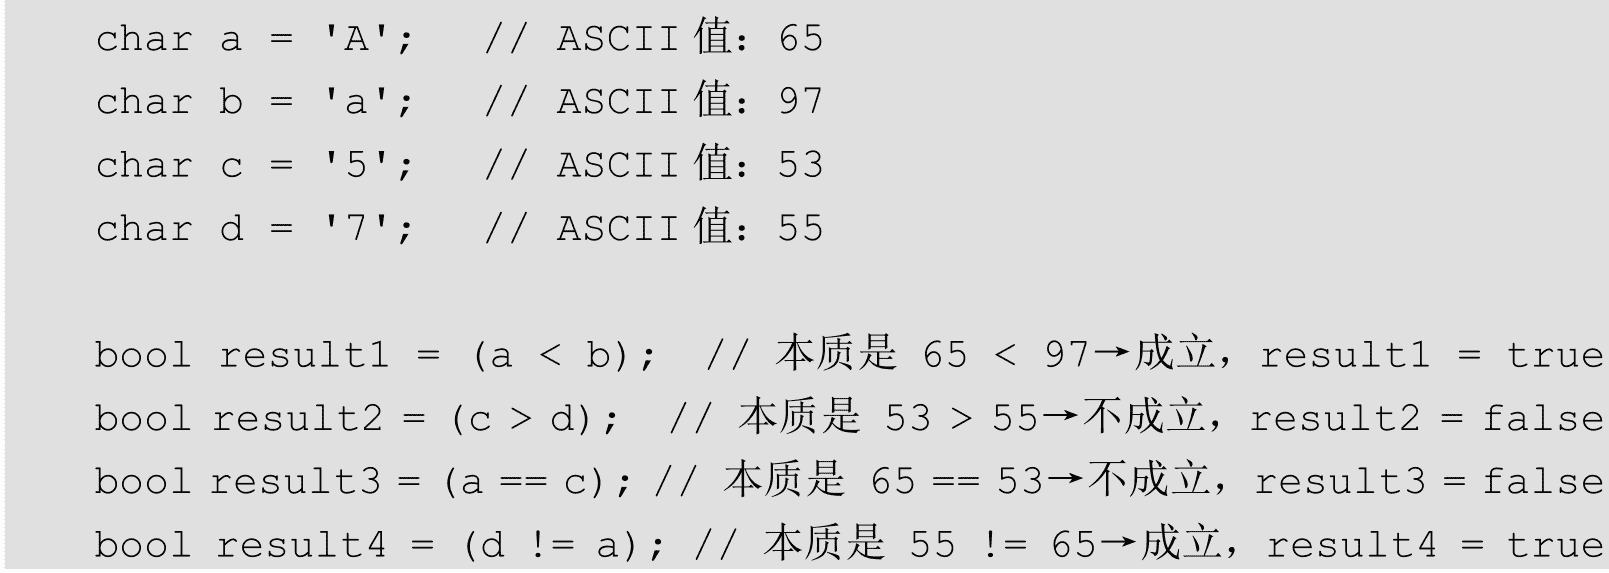 char a = 'A';   // ASCII 值：65
char b = 'a';   // ASCII 值：97
char c = '5';   // ASCII 值：53
char d = '7';   // ASCII 值：55
bool result1 = (a < b);  // 本质是 65 < 97→成立，result1 = true
bool result2 = (c > d);  // 本质是 53 > 55→不成立，result2 = false
bool result3 = (a == c); // 本质是 65 == 53→不成立，result3 = false
bool result4 = (d != a); // 本质是 55 != 65→成立，result4 = true